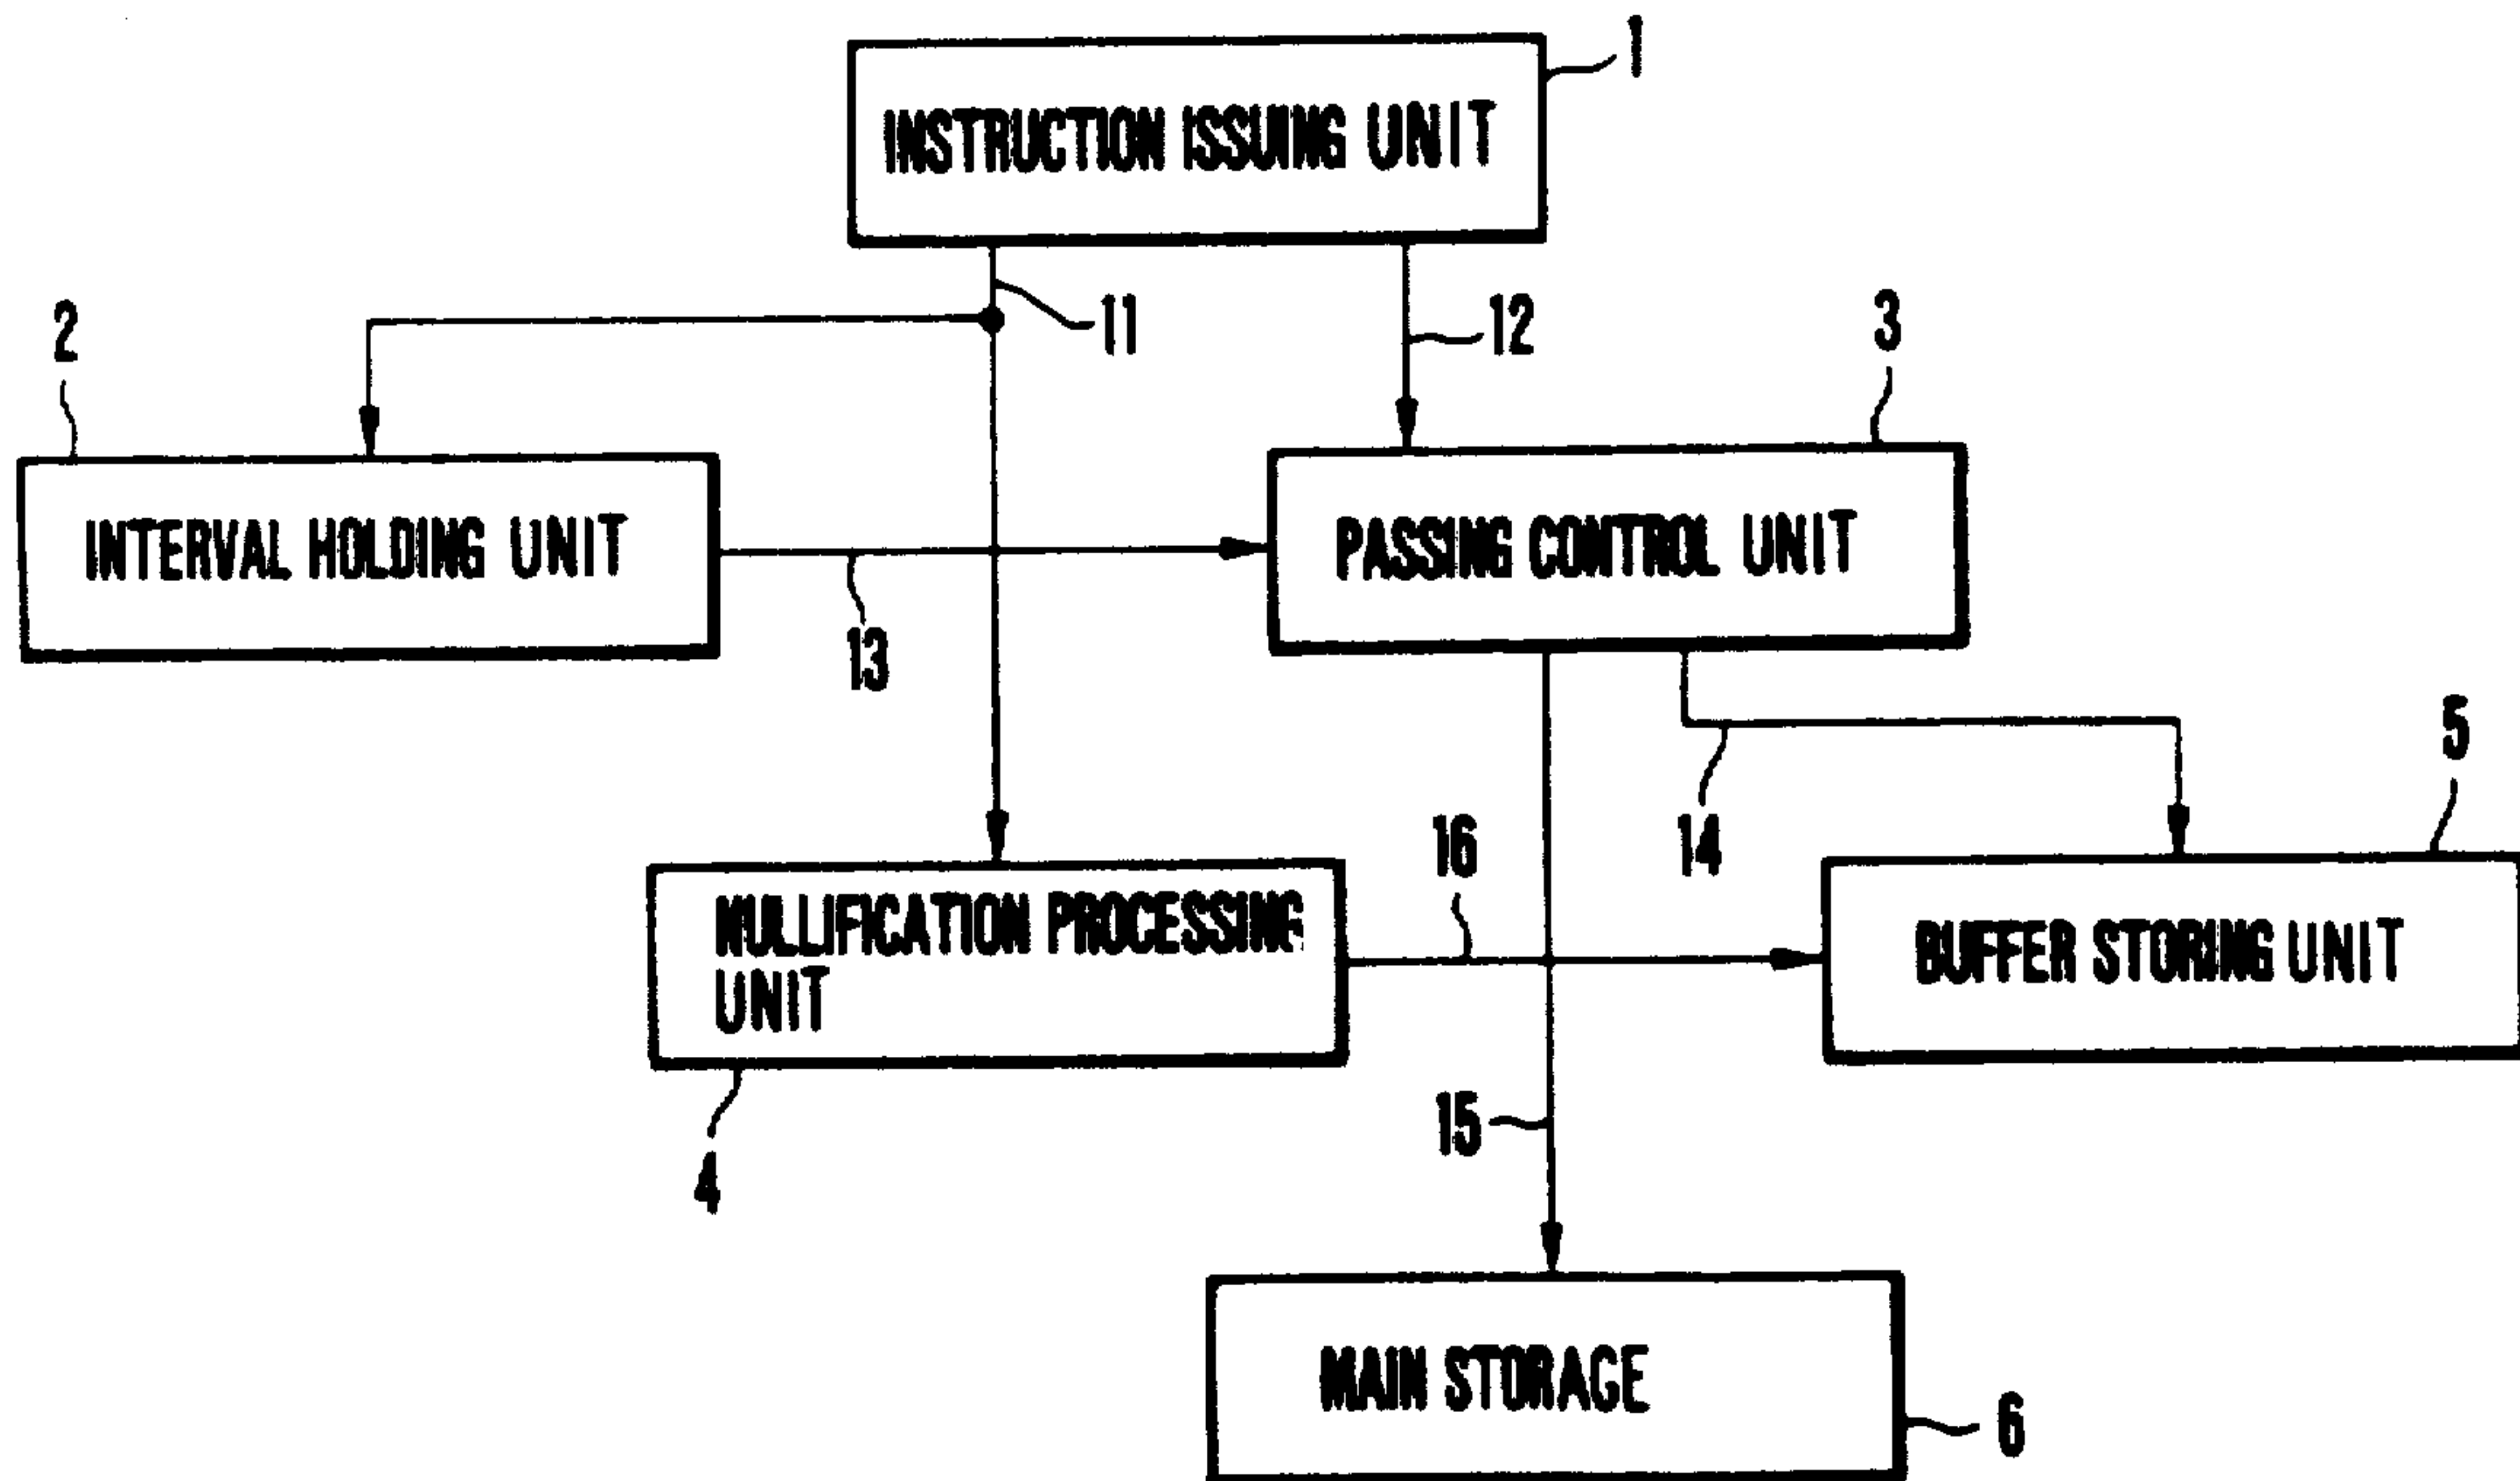 1
INSTRUCTION ISSUING UNIT
11
12
2
3
INTERVAL HOLDING UNIT
PASSING CONTROL UNIT
13
5
16
14
NULLIFICATION PROCESSING
UNIT
BUFFER STORING UNIT
15
4
MAIN STORAGE
6